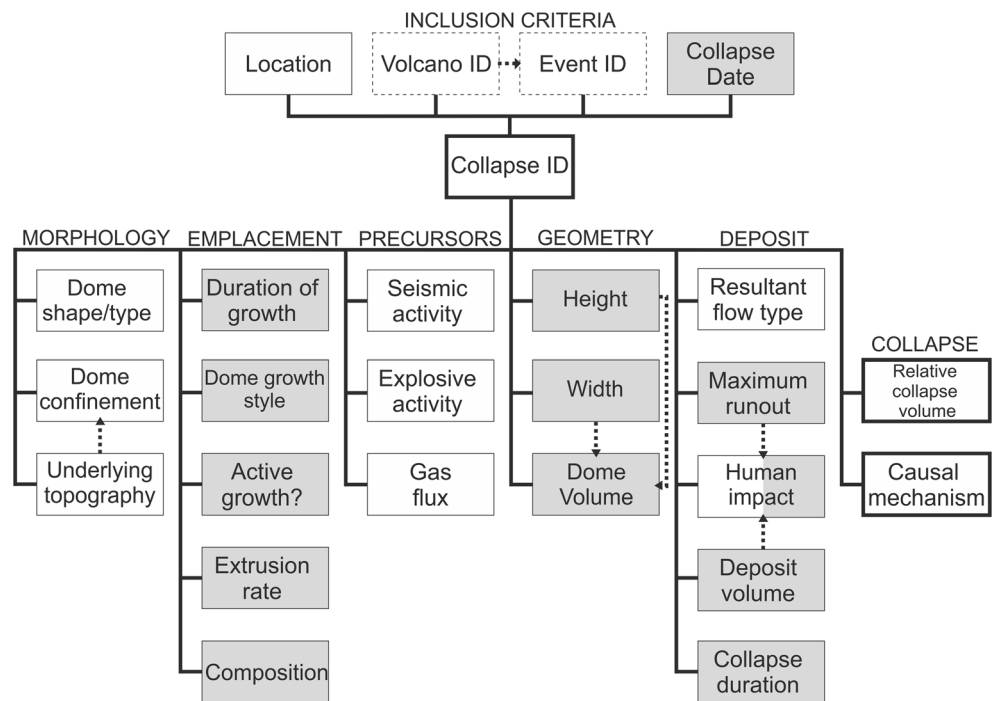 INCLUSION CRITERIA
Location
Volcano ID
Event ID
Collapse
Date
Collapse ID
MORPHOLOGY
Dome
shape/type
Dome
confinement
Underlying
topography
EMPLACEMENT
Duration of
growth
Dome growth
style
Active
growth?
Extrusion
rate
Composition
PRECURSORS
Seismic
activity
Explosive
activity
Gas
flux
GEOMETRY
Height
Width
Dome
Volume
DEPOSIT
Resultant
flow type
Maximum
runout
Human
impact
Deposit
volume
Collapse
duration
COLLAPSE
Relative
collapse
volume
Causal
mechanism